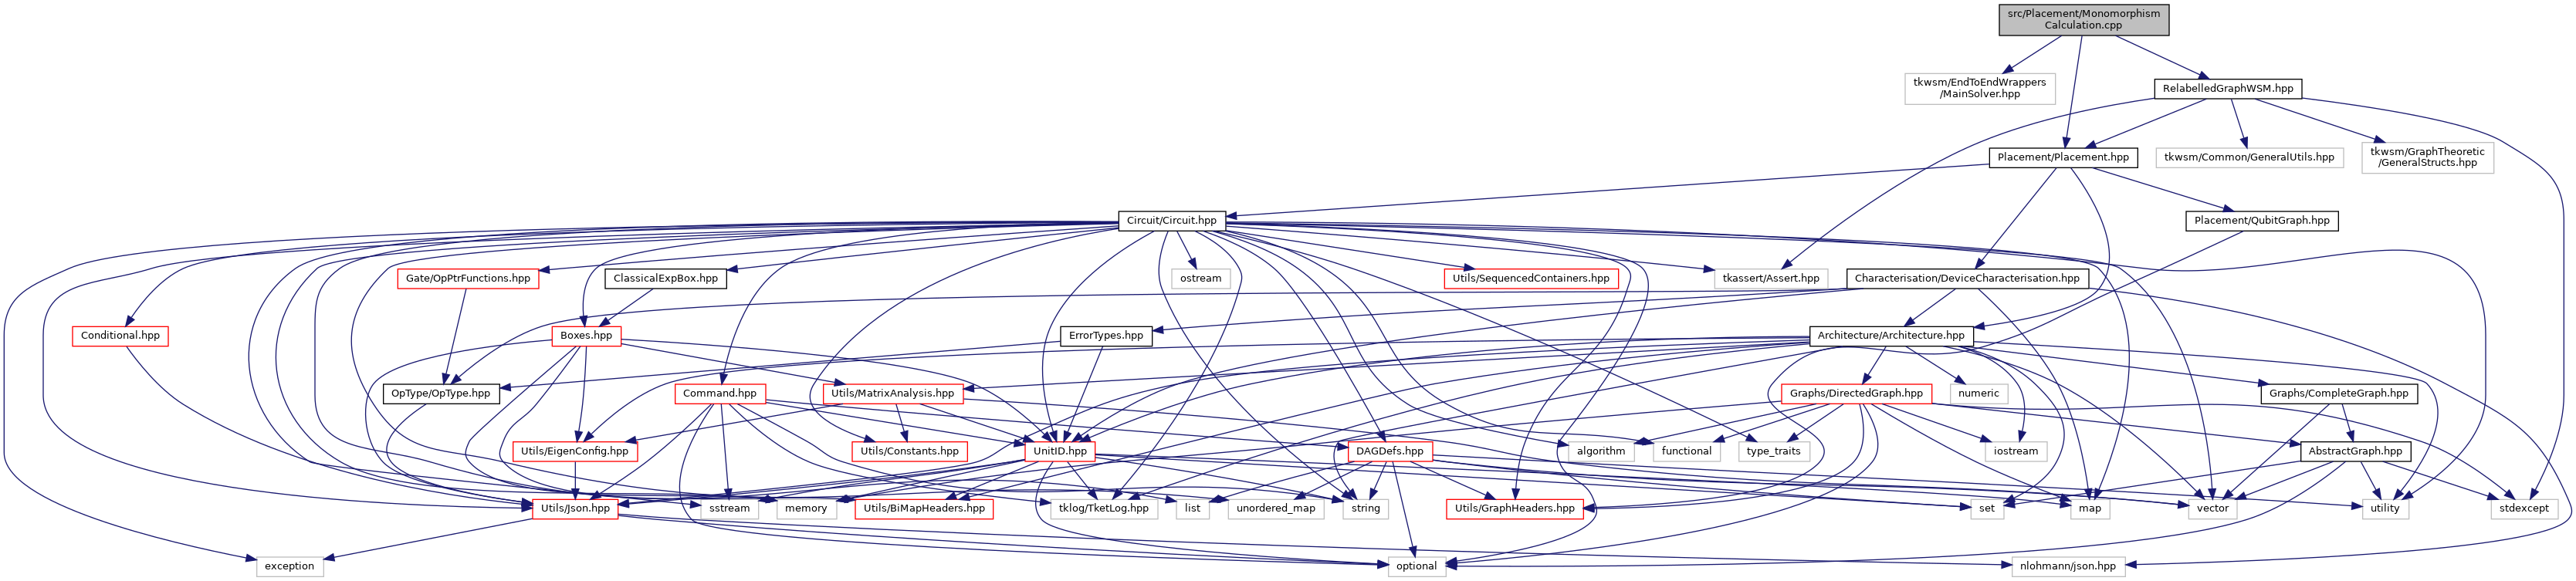 src/Placement/Monomorphism
Calculation.cpp
tkwsm/EndToEndWrappers
/MainSolver.hpp
RelabelledGraphWSM.hpp
Placement/Placement.hpp
tkwsm/Common/GeneralUtils.hpp
tkwsm/GraphTheoretic
/GeneralStructs.hpp
Circuit/Circuit.hpp
Placement/QubitGraph.hpp
Gate/OpPtrFunctions.hpp
ClassicalExpBox.hpp
ostream
Utils/SequencedContainers.hpp
tkassert/Assert.hpp
Characterisation/DeviceCharacterisation.hpp
Conditional.hpp
Boxes.hpp
ErrorTypes.hpp
Architecture/Architecture.hpp
OpType/OpType.hpp
Command.hpp
Utils/MatrixAnalysis.hpp
Graphs/DirectedGraph.hpp
numeric
Graphs/CompleteGraph.hpp
Utils/EigenConfig.hpp
Utils/Constants.hpp
UnitID.hpp
DAGDefs.hpp
algorithm
functional
type_traits
iostream
AbstractGraph.hpp
Utils/Json.hpp
sstream
memory
Utils/BiMapHeaders.hpp
tklog/TketLog.hpp
list
unordered_map
string
Utils/GraphHeaders.hpp
set
map
vector
utility
stdexcept
exception
optional
nlohmann/json.hpp